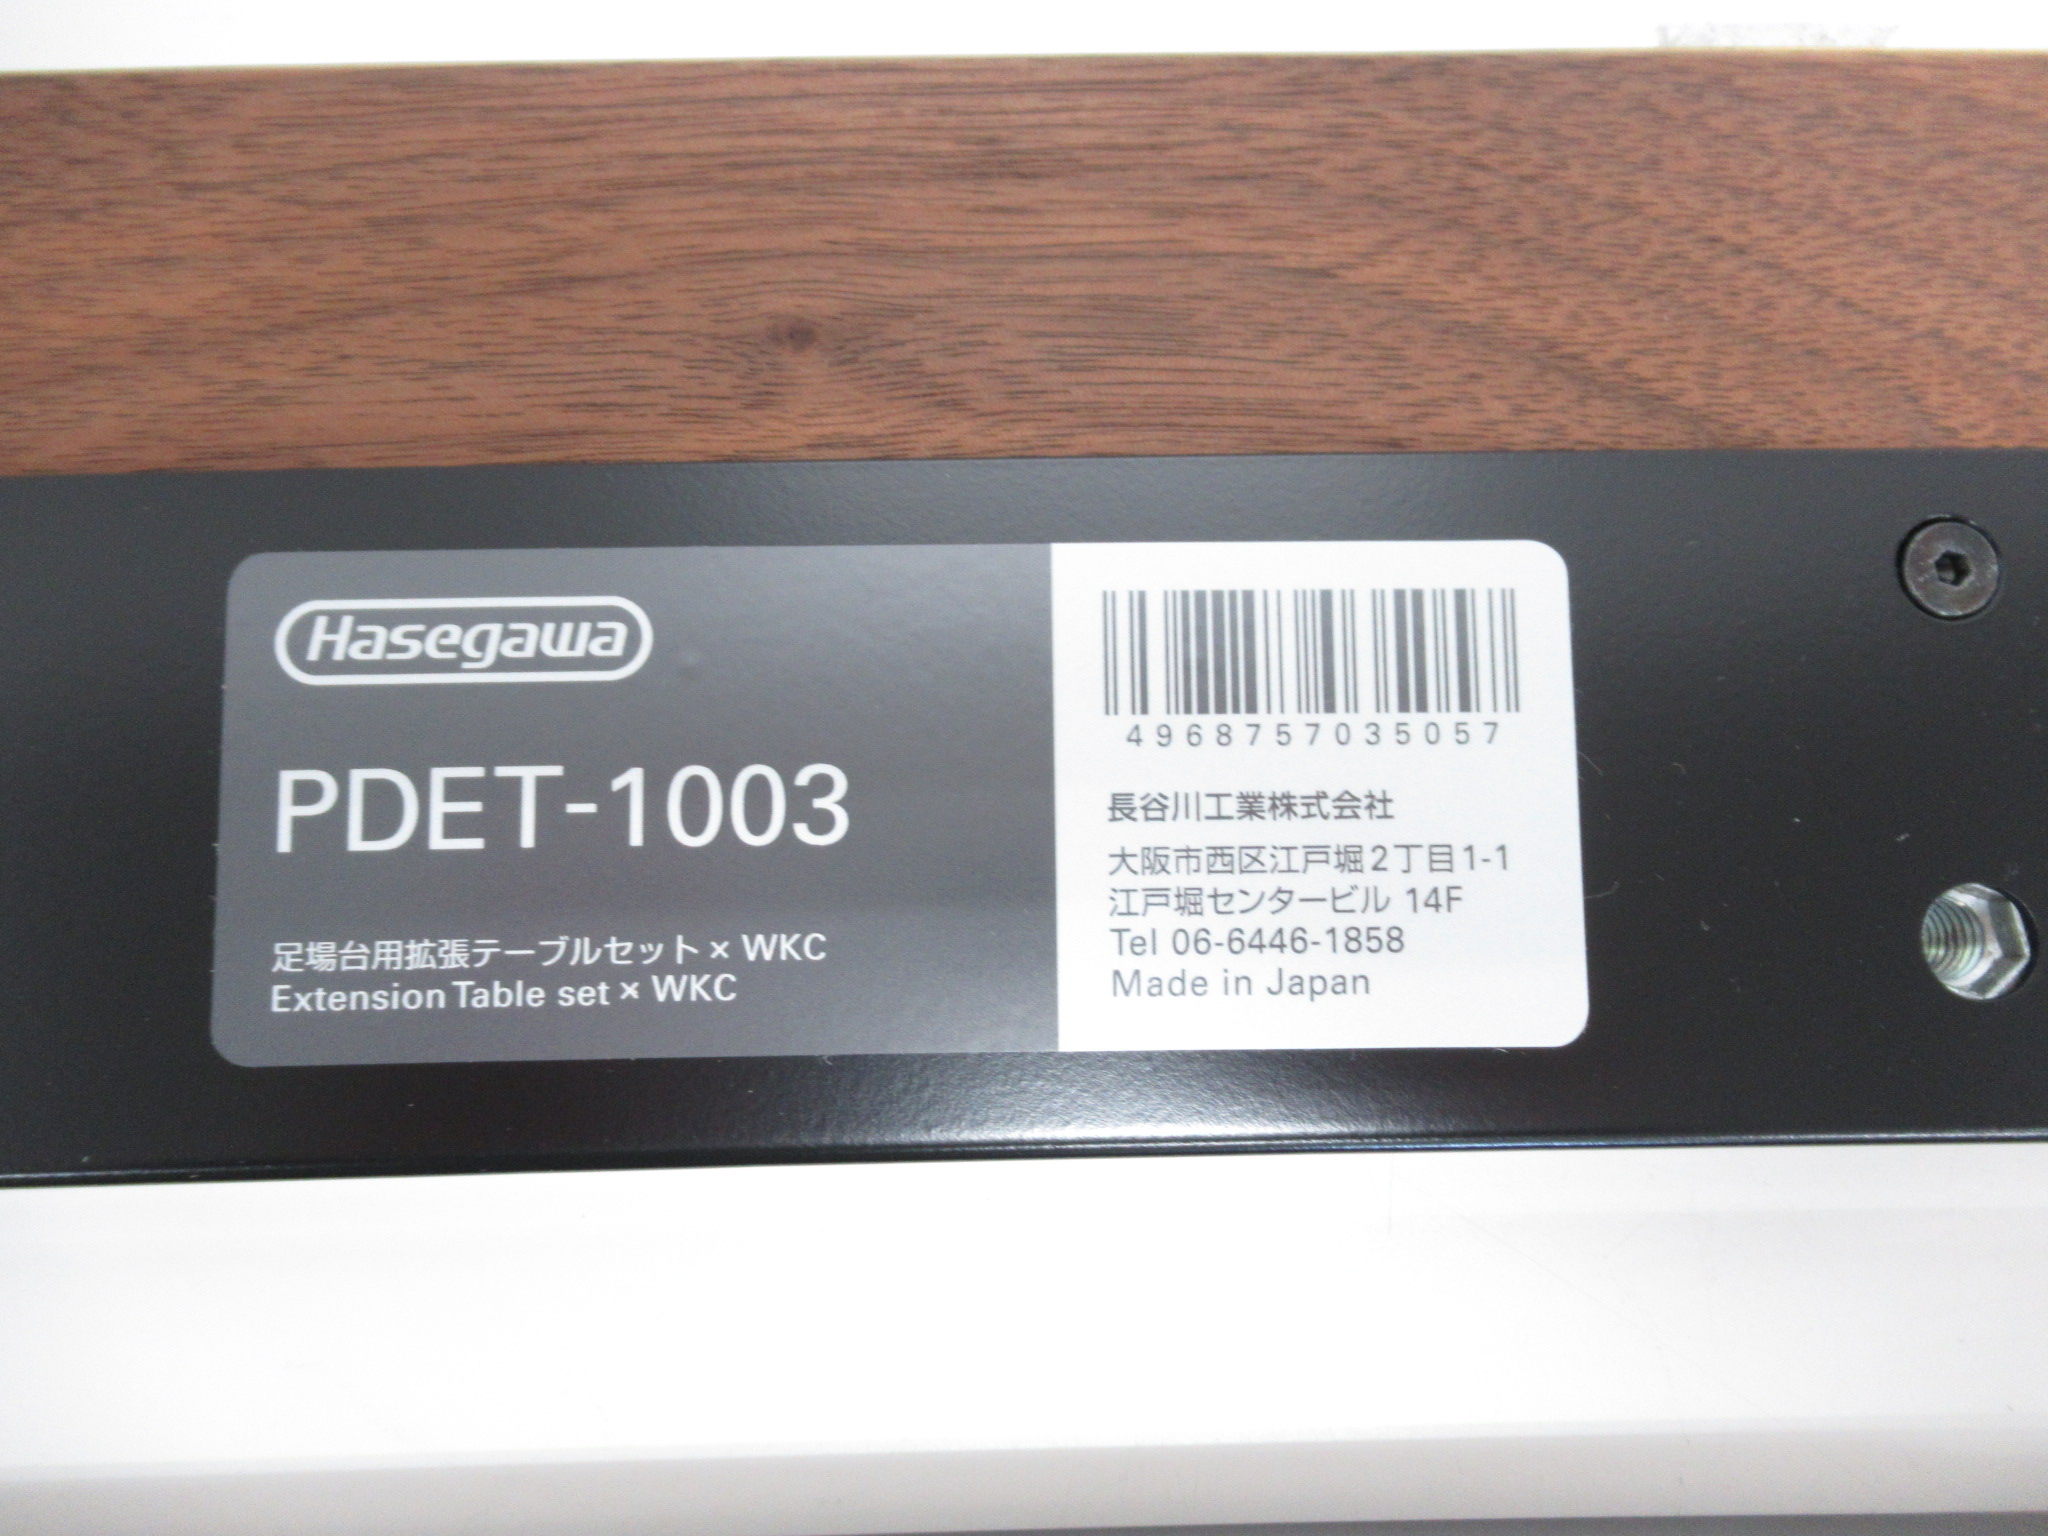 Hasegawa
PDET-1003
足場台用拡張テーブルセット× WKC
Extension Table set × WKC
4968757035057
長谷川工業株式会社
大阪市西区江戸堀2丁目1-1
江戸堀センタービル 14F
Tel 06-6446-1858
Made in Japan